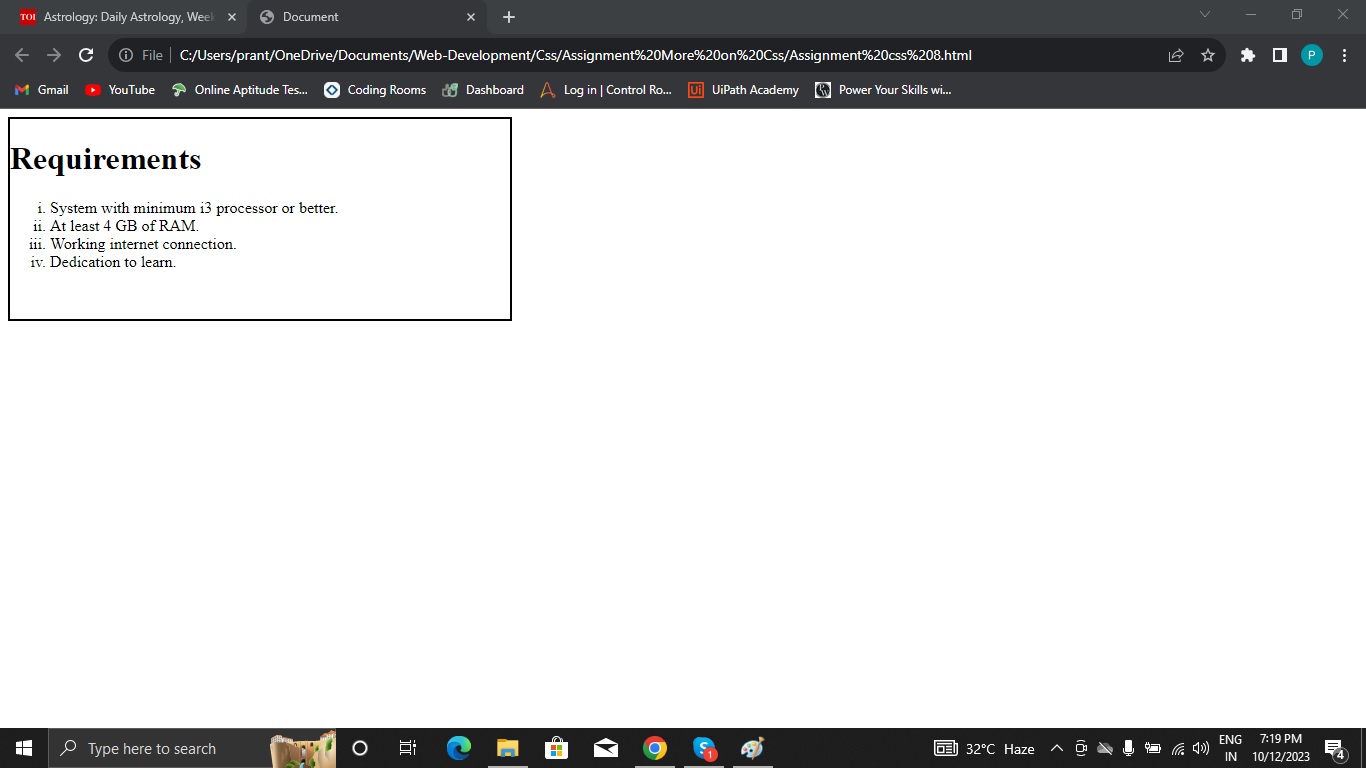 TOI Astrology: Daily Astrology, Week
Document
File
C:/Users/prant/OneDrive/Documents/Web-Development/Css/Assignment%20More%20on%20Css/Assignment%20css%208.html
P
Gmail YouTube Online Aptitude Tes... Coding Rooms Dashboard Log in | Control Ro... Ui UiPath Academy Power Your Skills wi...
Requirements
i. System with minimum i3 processor or better.
ii. At least 4 GB of RAM.
iii. Working internet connection.
iv. Dedication to learn.
Type here to search
S 1
32°C Haze
ENG
IN
7:19 PM
10/12/2023
4